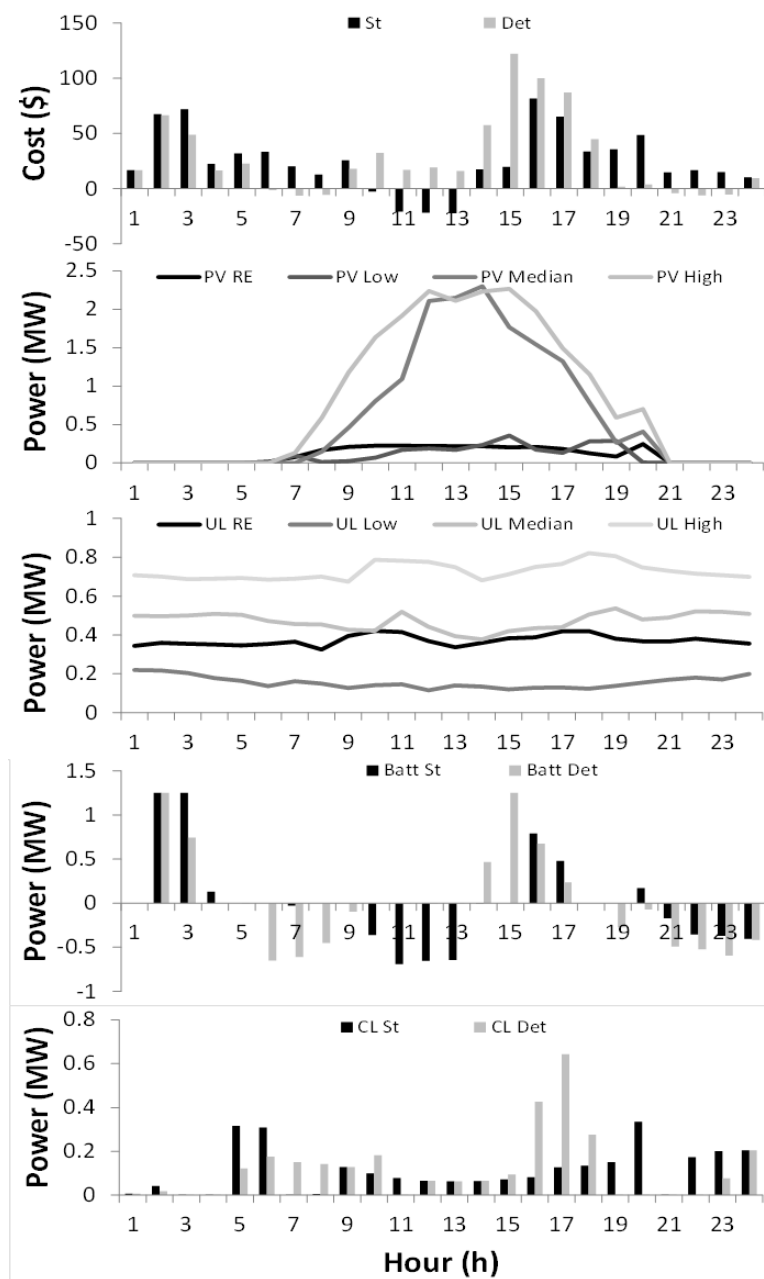 St Det
Cost ($)
150
100
50
0
-50
1 3 5 7 9 11 13 15 17 19 21 23
PV RE PV Low PV Median PV High
Power (MW)
2.5
2
1.5
1
0.5
0
1 3 5 7 9 11 13 15 17 19 21 23
UL RE UL Low UL Median UL High
Power (MW)
1
0.8
0.6
0.4
0.2
0
1 3 5 7 9 11 13 15 17 19 21 23
Batt St Batt Det
Power (MW)
1.5
1
0.5
0
-0.5
-1
1 3 5 7 9 11 13 15 17 19 21 23
CL St CL Det
Power (MW)
0.8
0.6
0.4
0.2
0
1 3 5 7 9 11 13 15 17 19 21 23
Hour (h)